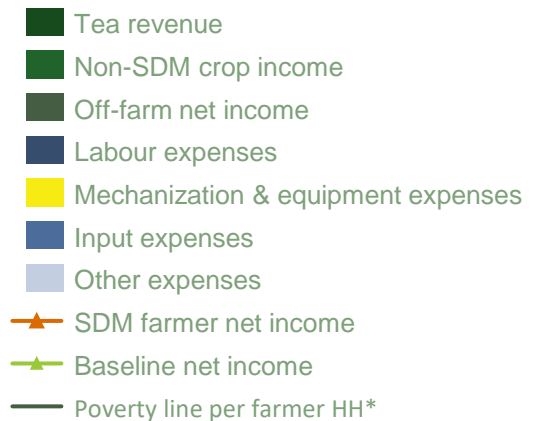 Tea revenue
Non-SDM crop income
Off-farm net income
Labour expenses
Mechanization & equipment expenses
Input expenses
Other expenses
SDM farmer net income
Baseline net income
Poverty line per farmer HH*